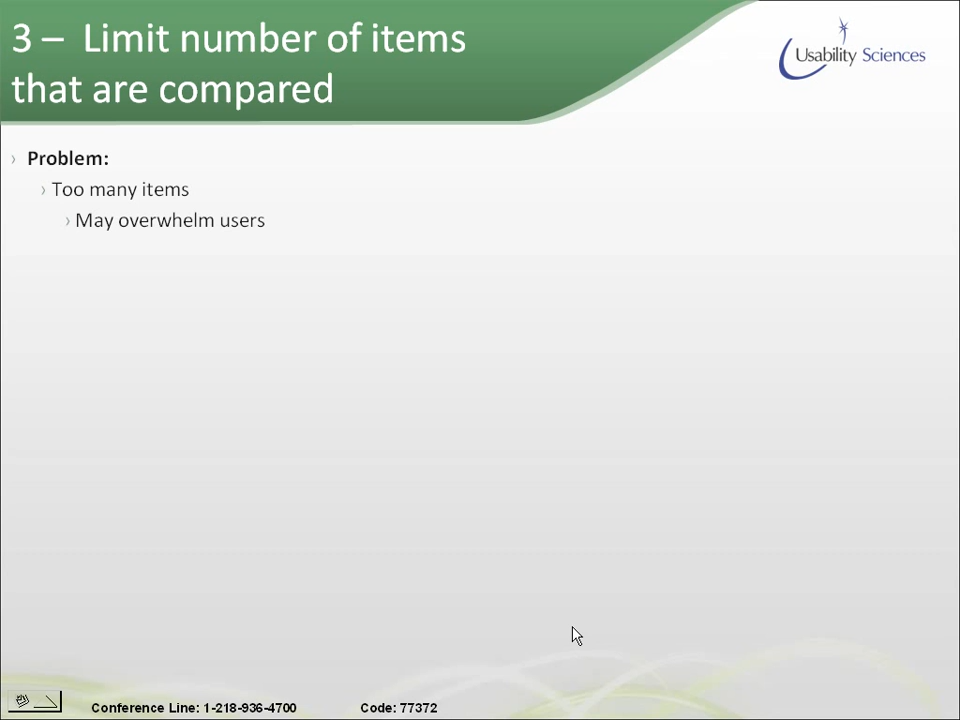 3 – Limit number of items
that are compared
Usability Sciences
› Problem:
› Too many items
› May overwhelm users
Conference Line: 1-218-936-4700 Code: 77372